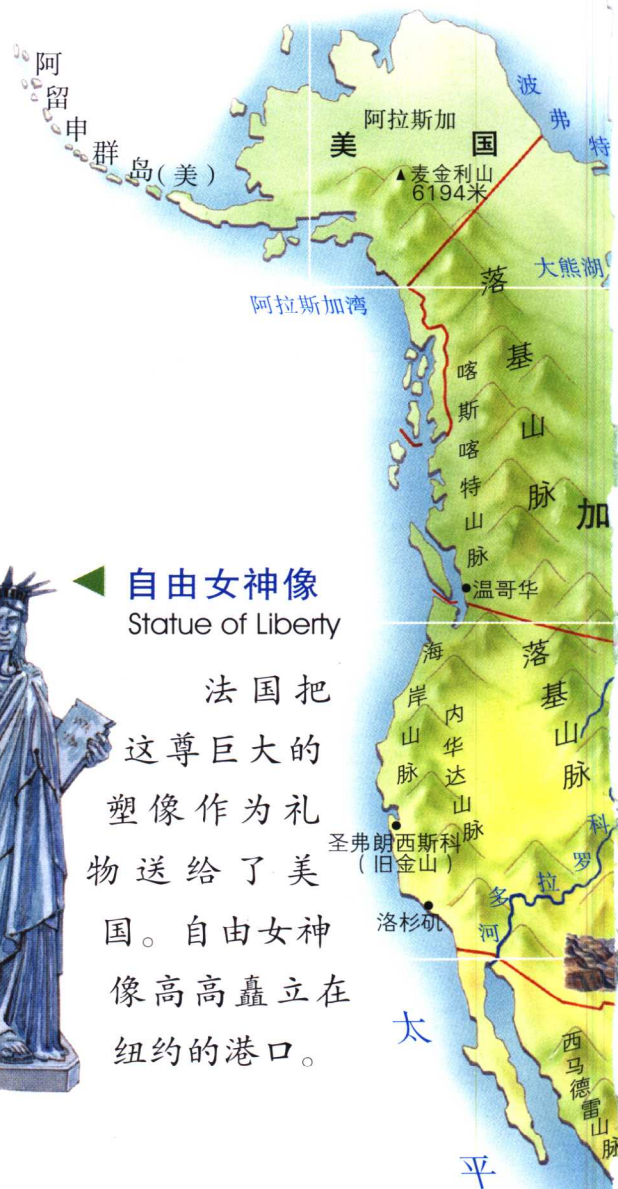 阿留申群岛(美)
阿拉斯加
美国
麦金利山
6194米
波弗特
大熊湖
阿拉斯加湾
落基山脉
喀斯喀特山脉
加
温哥华
自由女神像
Statue of Liberty
法国把
这尊巨大的
塑像作为礼
物送给了美
国。自由女神
像高高矗立在
纽约的港口。
海岸山脉
内华达山脉
落基山脉
圣弗朗西斯科
(旧金山)
洛杉矶
科罗拉多河
西马德雷山脉
太平